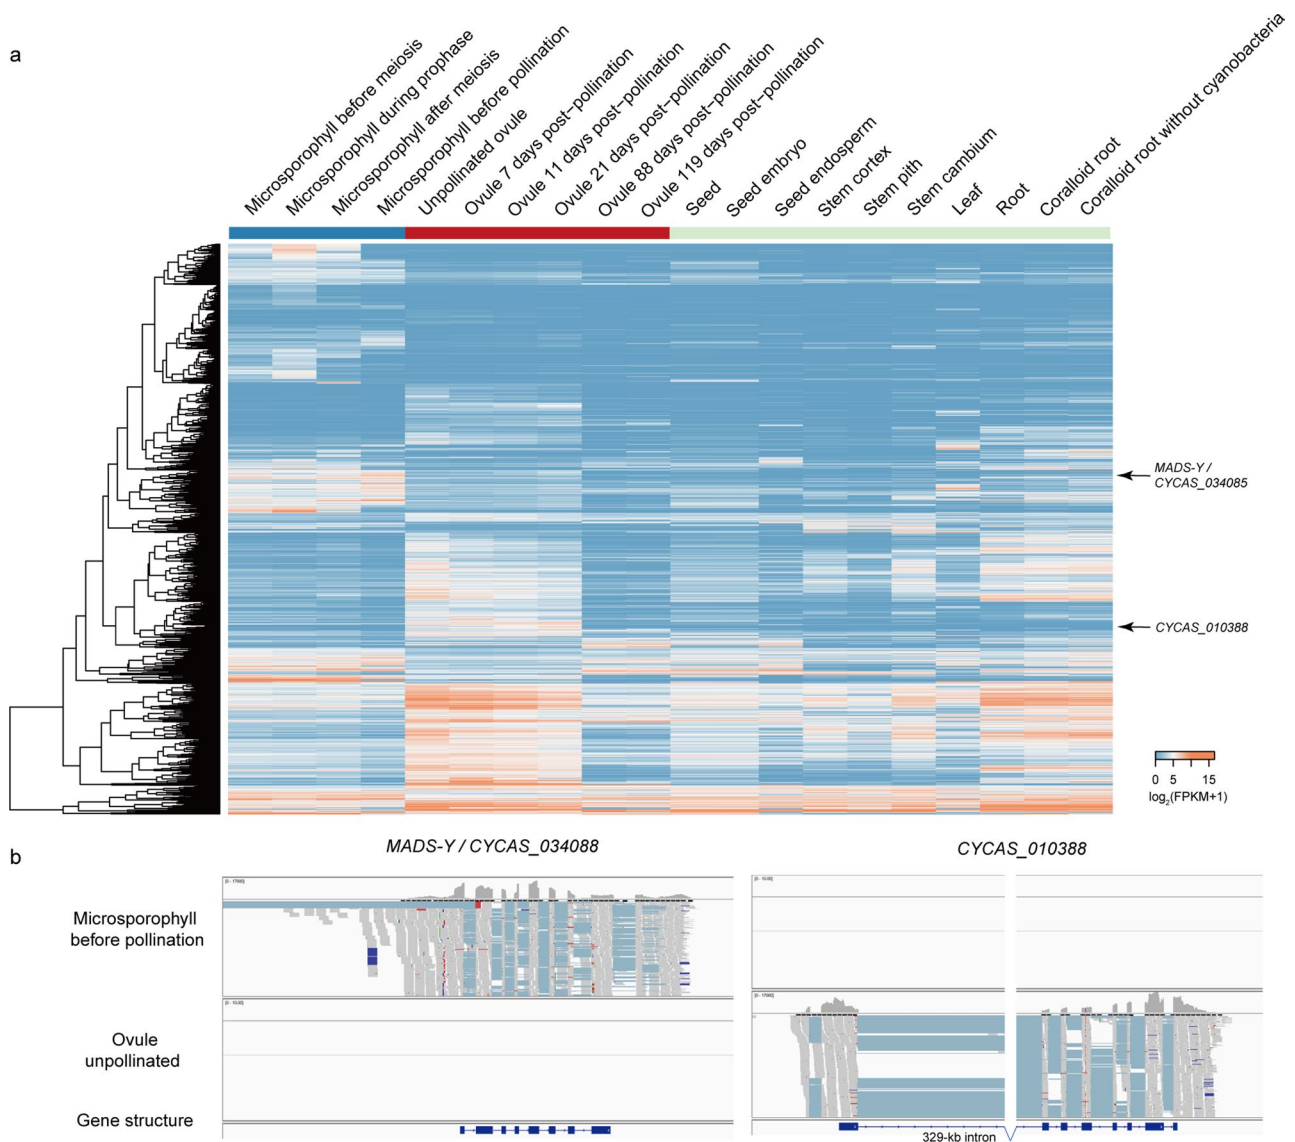 a
Microsporophyll before meiosis
Microsporophyll during prophase
Microsporophyll after meiosis
Microsporophyll before pollination
Unpollinated ovule
Ovule 7 days post−pollination
Ovule 11 days post−pollination
Ovule 21 days post−pollination
Ovule 88 days post−pollination
Ovule 119 days post−pollination
Seed
Seed embryo
Seed endosperm
Stem cortex
Stem pith
Stem cambium
Leaf
Root
Coralloid root
Coralloid root without cyanobacteria
MADS-Y /
CYCAS_034085
CYCAS_010388
0 5 15
log2(FPKM+1)
b
MADS-Y / CYCAS_034088
CYCAS_010388
Microsporophyll
before pollination
Ovule
unpollinated
Gene structure
329-kb intron